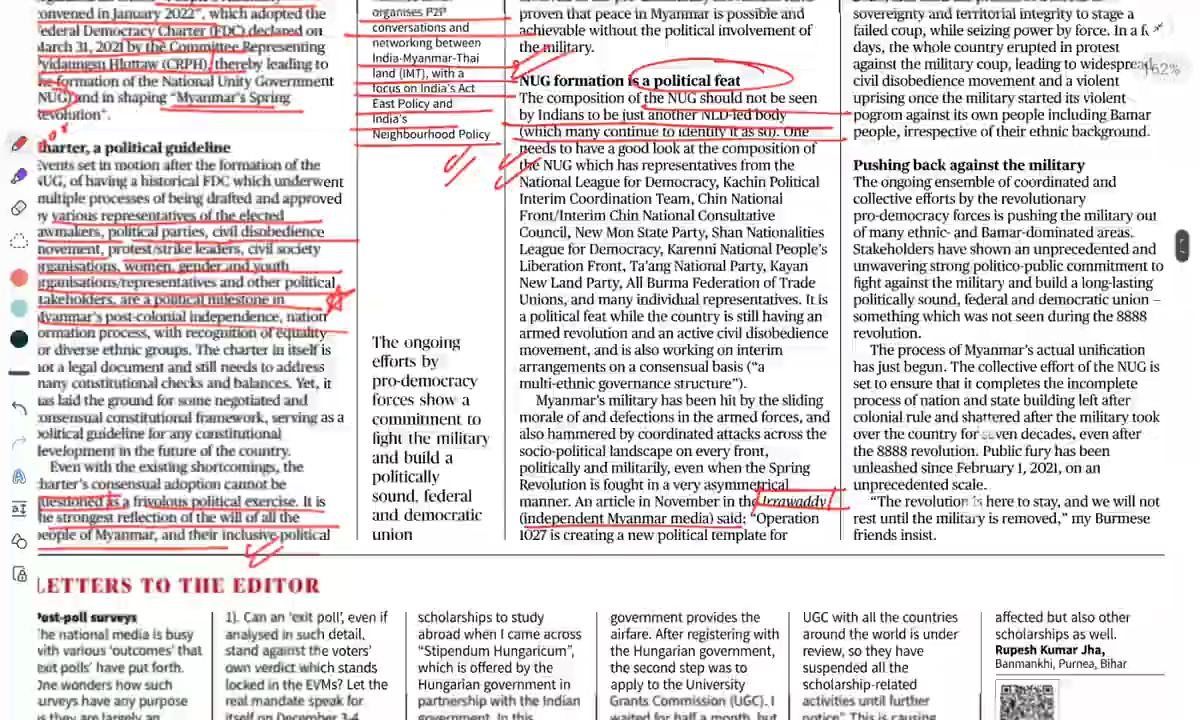 convened in January 2022", which adopted the
Federal Democracy Charter (FDC) declared on
March 31, 2021 by the Committee Representing
Pyidaungsu Hluttaw (CRPH), thereby leading to
the formation of the National Unity Government
(NUG) and in shaping "Myanmar's Spring
Revolution".
Charter, a political guideline
Events set in motion after the formation of the
NUG, of having a historical FDC which underwent
multiple processes of being drafted and approved
by various representatives of the elected
lawmakers, political parties, civil disobedience
movement, protest/strike leaders, civil society
organisations, women, gender and youth
organisations/representatives and other political
stakeholders, are a political milestone in
Myanmar's post-colonial independence, nation
formation process, with recognition of equality
for diverse ethnic groups. The charter in itself is
not a legal document and still needs to address
many constitutional checks and balances. Yet, it
has laid the ground for some negotiated and
consensual constitutional framework, serving as a
political guideline for any constitutional
development in the future of the country.
Even with the existing shortcomings, the
charter's consensual adoption cannot be
questioned as a frivolous political exercise. It is
the strongest reflection of the will of all the
people of Myanmar, and their inclusive political
organises P2P
conversations and
networking between
India-Myanmar-Thai
land (IMT), with a
focus on India's Act
East Policy and
India's
Neighbourhood Policy
The ongoing
efforts by
pro-democracy
forces show a
commitment to
fight the military
and build a
politically
sound, federal
and democratic
union
proven that peace in Myanmar is possible and
achievable without the political involvement of
the military.
NUG formation is a political feat
The composition of the NUG should not be seen
by Indians to be just another NLD-led body
(which many continue to identify it as so). One
needs to have a good look at the composition of
the NUG which has representatives from the
National League for Democracy, Kachin Political
Interim Coordination Team, Chin National
Front/Interim Chin National Consultative
Council, New Mon State Party, Shan Nationalities
League for Democracy, Karenni National People's
Liberation Front, Ta'ang National Party, Kayan
New Land Party, All Burma Federation of Trade
Unions, and many individual representatives. It is
a political feat while the country is still having an
armed revolution and an active civil disobedience
movement, and is also working on interim
arrangements on a consensual basis ("a
multi-ethnic governance structure").
Myanmar's military has been hit by the sliding
morale of and defections in the armed forces, and
also hammered by coordinated attacks across the
socio-political landscape on every front,
politically and militarily, even when the Spring
Revolution is fought in a very asymmetrical
manner. An article in November in the Irrawaddy
(independent Myanmar media) said: "Operation
1027 is creating a new political template for
sovereignty and territorial integrity to stage a
failed coup, while seizing power by force. In a
days, the whole country erupted in protest
against the military coup, leading to widespread
civil disobedience movement and a violent
uprising once the military started its violent
pogrom against its own people including Bamar
people, irrespective of their ethnic background.
Pushing back against the military
The ongoing ensemble of coordinated and
collective efforts by the revolutionary
pro-democracy forces is pushing the military out
of many ethnic- and Bamar-dominated areas.
Stakeholders have shown an unprecedented and
unwavering strong politico-public commitment to
fight against the military and build a long-lasting
politically sound, federal and democratic union –
something which was not seen during the 8888
revolution.
The process of Myanmar's actual unification
has just begun. The collective effort of the NUG is
set to ensure that it completes the incomplete
process of nation and state building left after
colonial rule and shattered after the military took
over the country for seven decades, even after
the 8888 revolution. Public fury has been
unleashed since February 1, 2021, on an
unprecedented scale.
"The revolution is here to stay, and we will not
rest until the military is removed," my Burmese
friends insist.
162%
LETTERS TO THE EDITOR
Post-poll surveys
The national media is busy
with various 'outcomes' that
'exit polls' have put forth.
One wonders how such
surveys have any purpose
as they are largely an
1). Can an 'exit poll', even if
analysed in such detail,
stand against the voters'
own verdict which stands
locked in the EVMs? Let the
real mandate speak for
itself on December 3-4.
scholarships to study
abroad when I came across
"Stipendum Hungaricum",
which is offered by the
Hungarian government in
partnership with the Indian
government. In this
government provides the
airfare. After registering with
the Hungarian government,
the second step was to
apply to the University
Grants Commission (UGC). I
waited for half a month, but
UGC with all the countries
around the world is under
review, so they have
suspended all the
scholarship-related
activities until further
notice". This is causing
affected but also other
scholarships as well.
Rupesh Kumar Jha,
Banmankhi, Purnea, Bihar